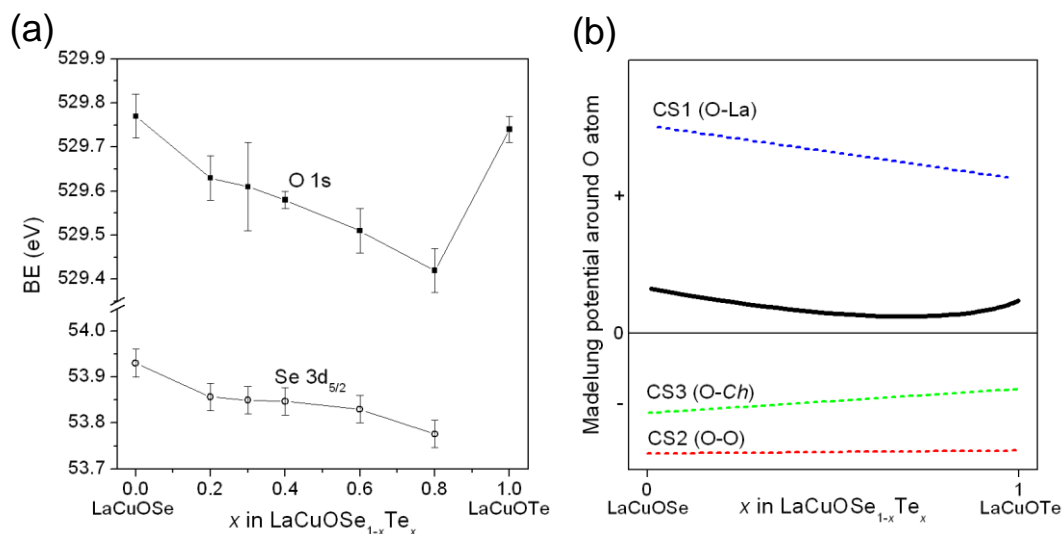 (a)
529.9
529.8
529.7
529.6
529.5
529.4
54.0
53.9
53.8
53.7
BE (eV)
O 1s
Se 3d5/2
0.0 0.2 0.4 0.6 0.8 1.0
LaCuOSe LaCuOTe
x in LaCuOSe1-xTex
(b)
Madelung potential around O atom
+
0
-
CS1 (O-La)
CS3 (O-Ch)
CS2 (O-O)
0 1
LaCuOSe LaCuOTe
x in LaCuOSe1-xTex